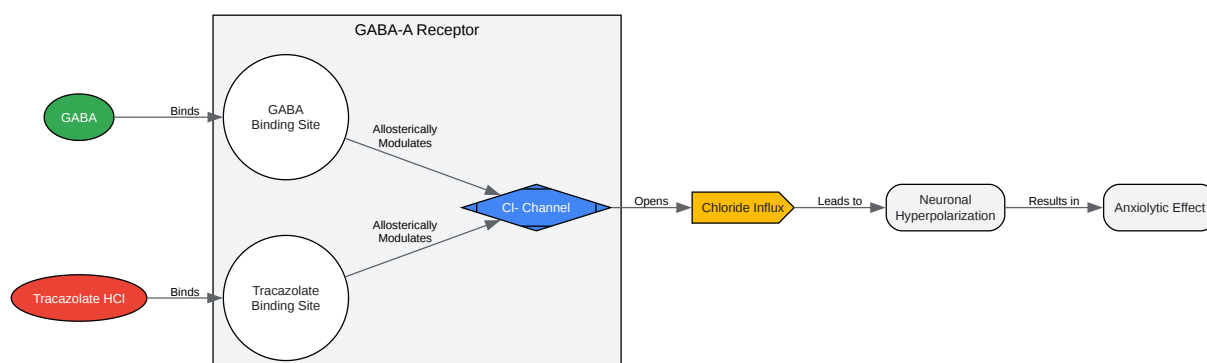 GABA-A Receptor
GABA
Binds
GABA
Binding Site
Allosterically
Modulates
Cl- Channel
Opens
Chloride Influx
Leads to
Neuronal
Hyperpolarization
Results in
Anxiolytic Effect
Allosterically
Modulates
Tracazolate HCl
Binds
Tracazolate
Binding Site